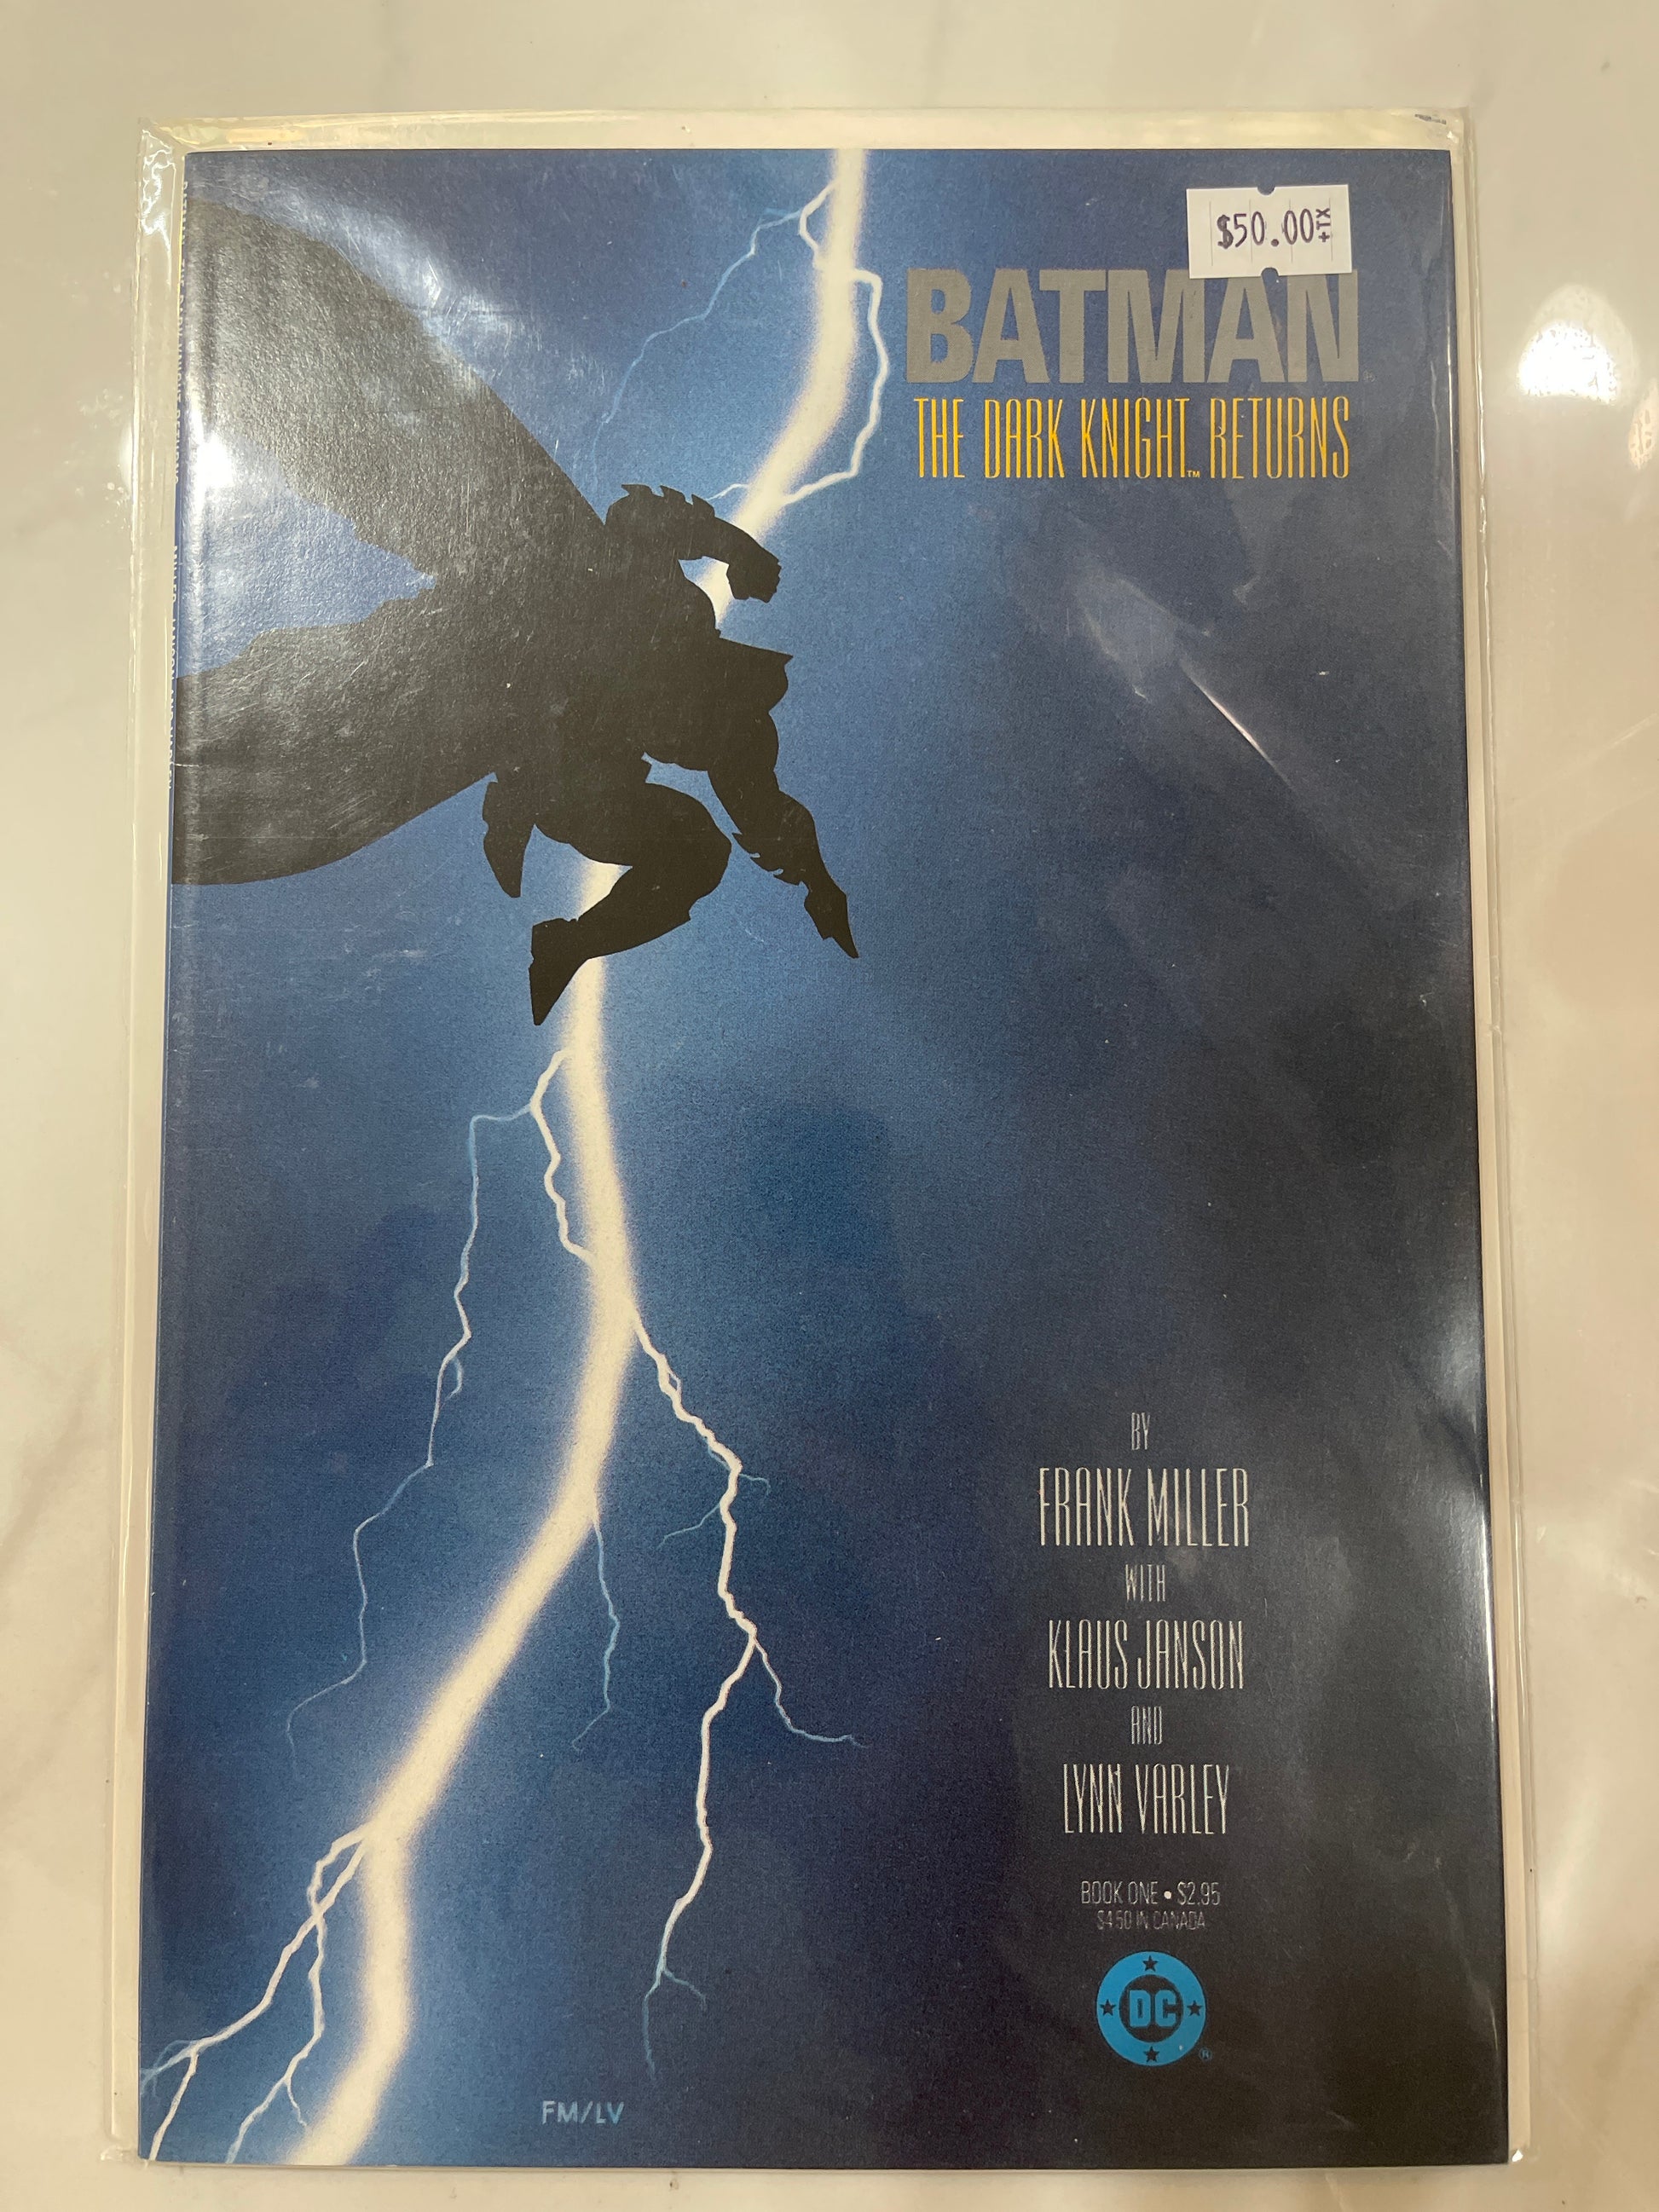 $50.00 +TX
BATMAN
THE DARK KNIGHT™ RETURNS
BY
FRANK MILLER
WITH
KLAUS JANSON
AND
LYNN VARLEY
BOOK ONE • $2.95
$4.50 IN CANADA
DC ®
FM/LV